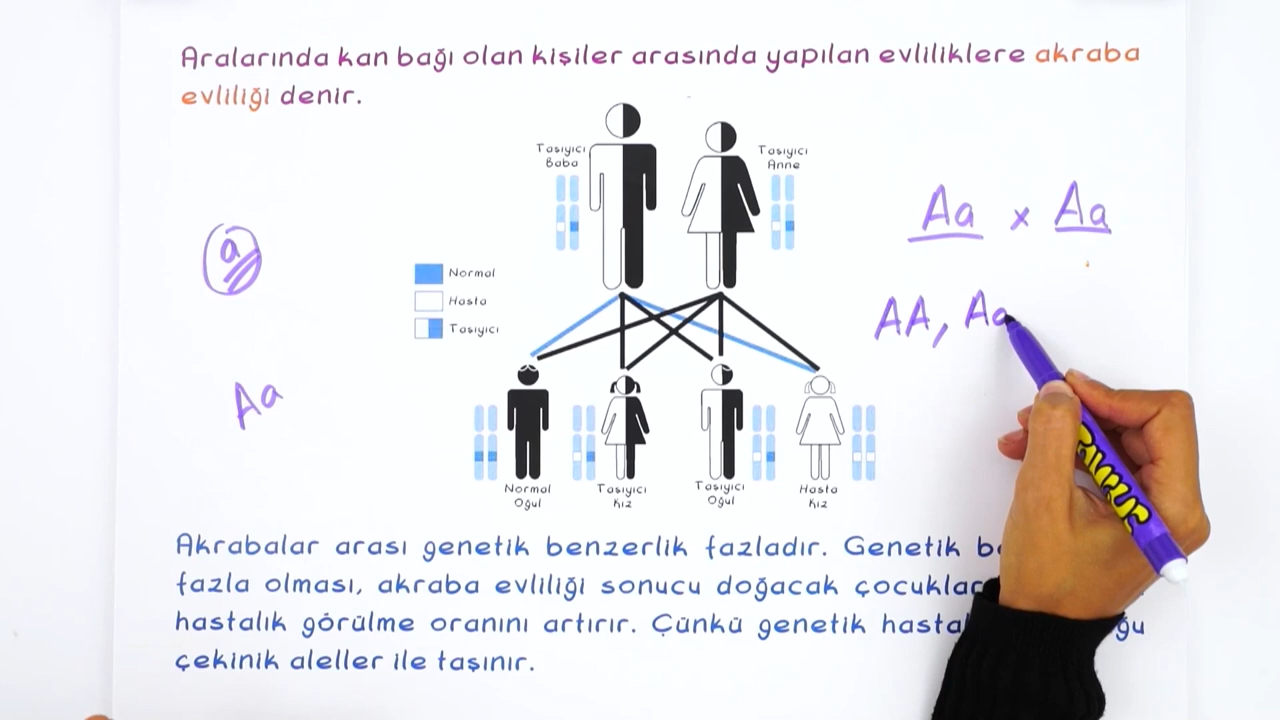 Aralarında kan bağı olan kişiler arasında yapılan evliliklere akraba
evliliği denir.
Taşıyıcı
Baba
Taşıyıcı
Anne
Aa x Aa
a
Normal
Hasta
Taşıyıcı
AA, Aa
Aa
Normal
Oğul
Taşıyıcı
Kız
Taşıyıcı
Oğul
Hasta
Kız
Akrabalar arası genetik benzerlik fazladır. Genetik
fazla olması, akraba evliliği sonucu doğacak
hastalık görülme oranını artırır. Çünkü genetik
çekinik aleller ile taşınır.